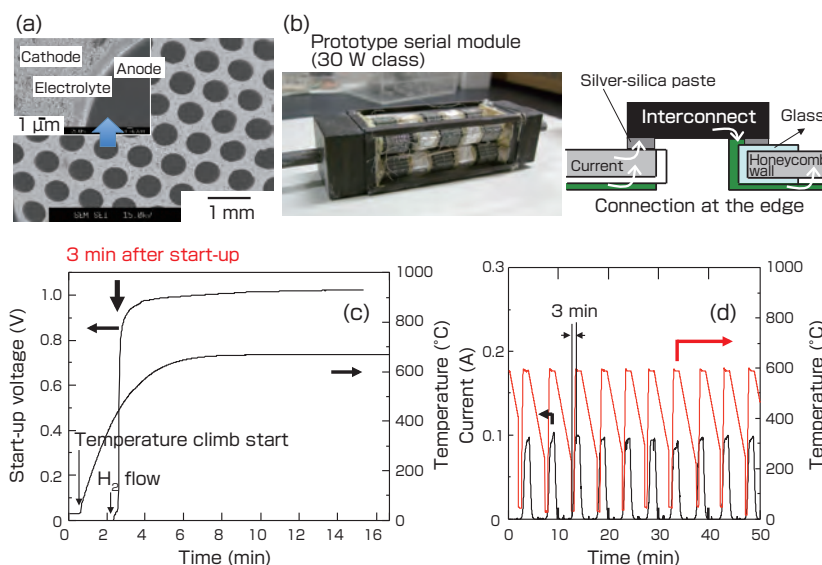 (a)
Cathode
Anode
Electrolyte
1 μm
1 mm
(b)
Prototype serial module
(30 W class)
Silver-silica paste
Interconnect
Glass
Current
Honeycomb
wall
Connection at the edge
3 min after start-up
(c)
Start-up voltage (V)
1.0
0.8
0.6
0.4
0.2
0
1000
800
600
400
200
0
Temperature (˚C)
Temperature climb start
H2 flow
0 2 4 6 8 10 12 14 16
Time (min)
(d)
3 min
Current (A)
0.3
0.2
0.1
0
1000
800
600
400
200
0
Temperature (˚C)
0 10 20 30 40 50
Time (min)